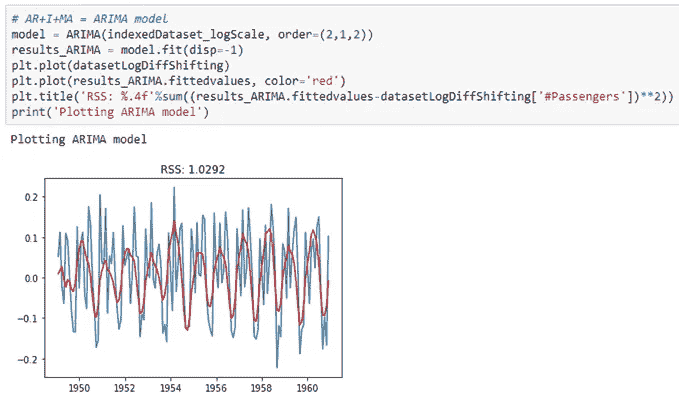 # AR+I+MA = ARIMA model
model = ARIMA(indexedDataset_logScale, order=(2,1,2))
results_ARIMA = model.fit(disp=-1)
plt.plot(datasetLogDiffShifting)
plt.plot(results_ARIMA.fittedvalues, color='red')
plt.title('RSS: %.4f'%sum((results_ARIMA.fittedvalues-datasetLogDiffShifting['#Passengers'])**2))
print('Plotting ARIMA model')
Plotting ARIMA model
RSS: 1.0292
0.2
0.1
0.0
−0.1
−0.2
1950 1952 1954 1956 1958 1960